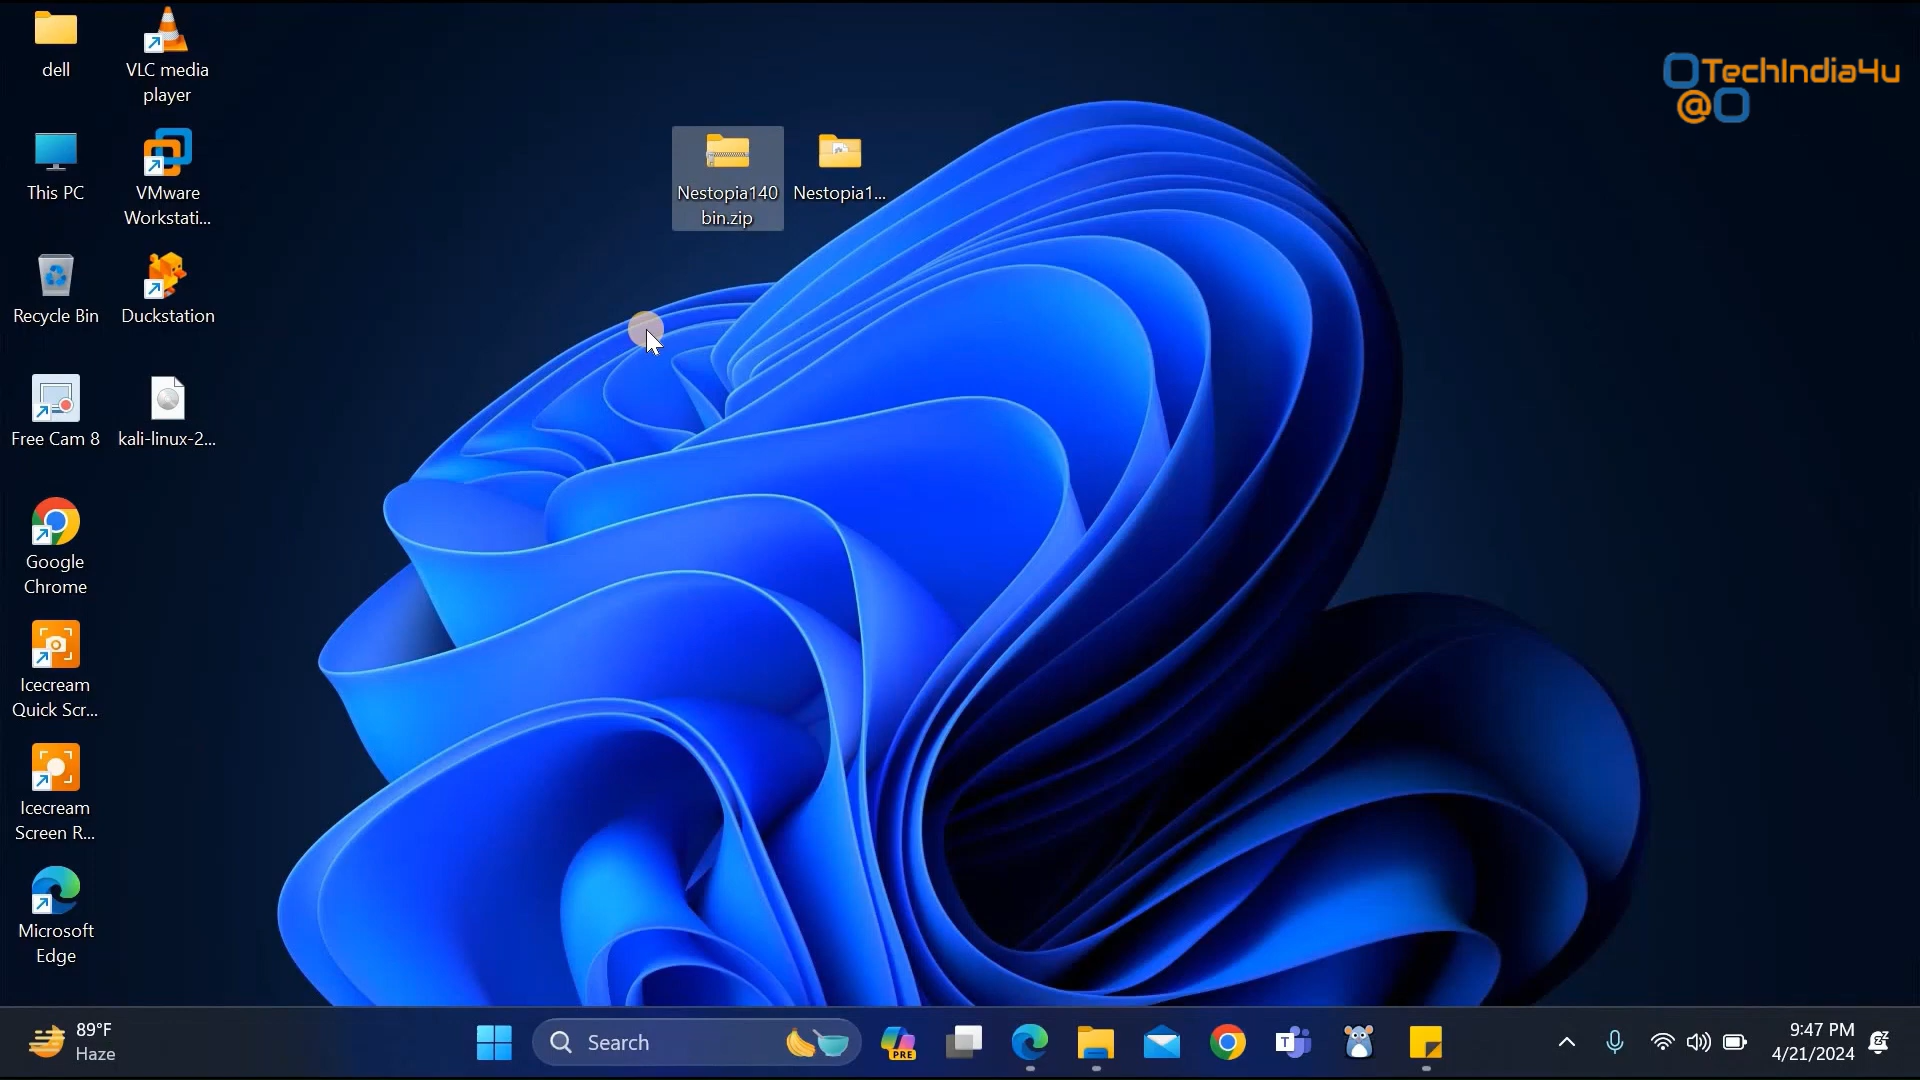 dell
VLC media
player
TechIndia4u
@
This PC
VMware
Workstati...
Nestopia140
bin.zip
Nestopia1...
Recycle Bin
Duckstation
Free Cam 8
kali-linux-2...
Google
Chrome
Icecream
Quick Scr...
Icecream
Screen R...
Microsoft
Edge
89°F
Haze
Search
PRE
T
9:47 PM
4/21/2024